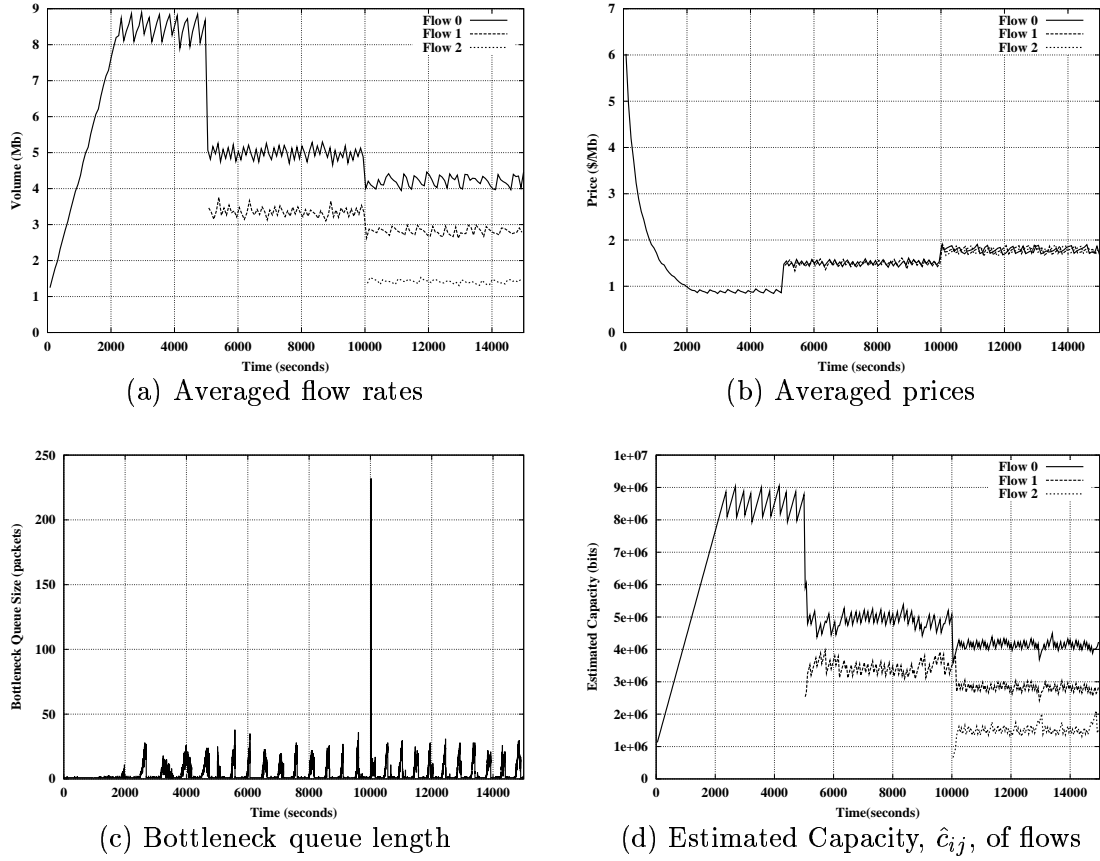 9
8
7
6
5
4
3
2
1
0
Volume (Mb)
Flow 0
Flow 1
Flow 2
0 2000 4000 6000 8000 10000 12000 14000
Time (seconds)
(a) Averaged flow rates
7
6
5
4
3
2
1
0
Price ($/Mb)
Flow 0
Flow 1
Flow 2
0 2000 4000 6000 8000 10000 12000 14000
Time (seconds)
(b) Averaged prices
250
200
150
100
50
0
Bottleneck Queue Size (packets)
0 2000 4000 6000 8000 10000 12000 14000
Time (seconds)
(c) Bottleneck queue length
1e+07
9e+06
8e+06
7e+06
6e+06
5e+06
4e+06
3e+06
2e+06
1e+06
0
Estimated Capacity (bits)
Flow 0
Flow 1
Flow 2
0 2000 4000 6000 8000 10000 12000 14000
Time(seconds)
(d) Estimated Capacity, ĉ_ij, of flows